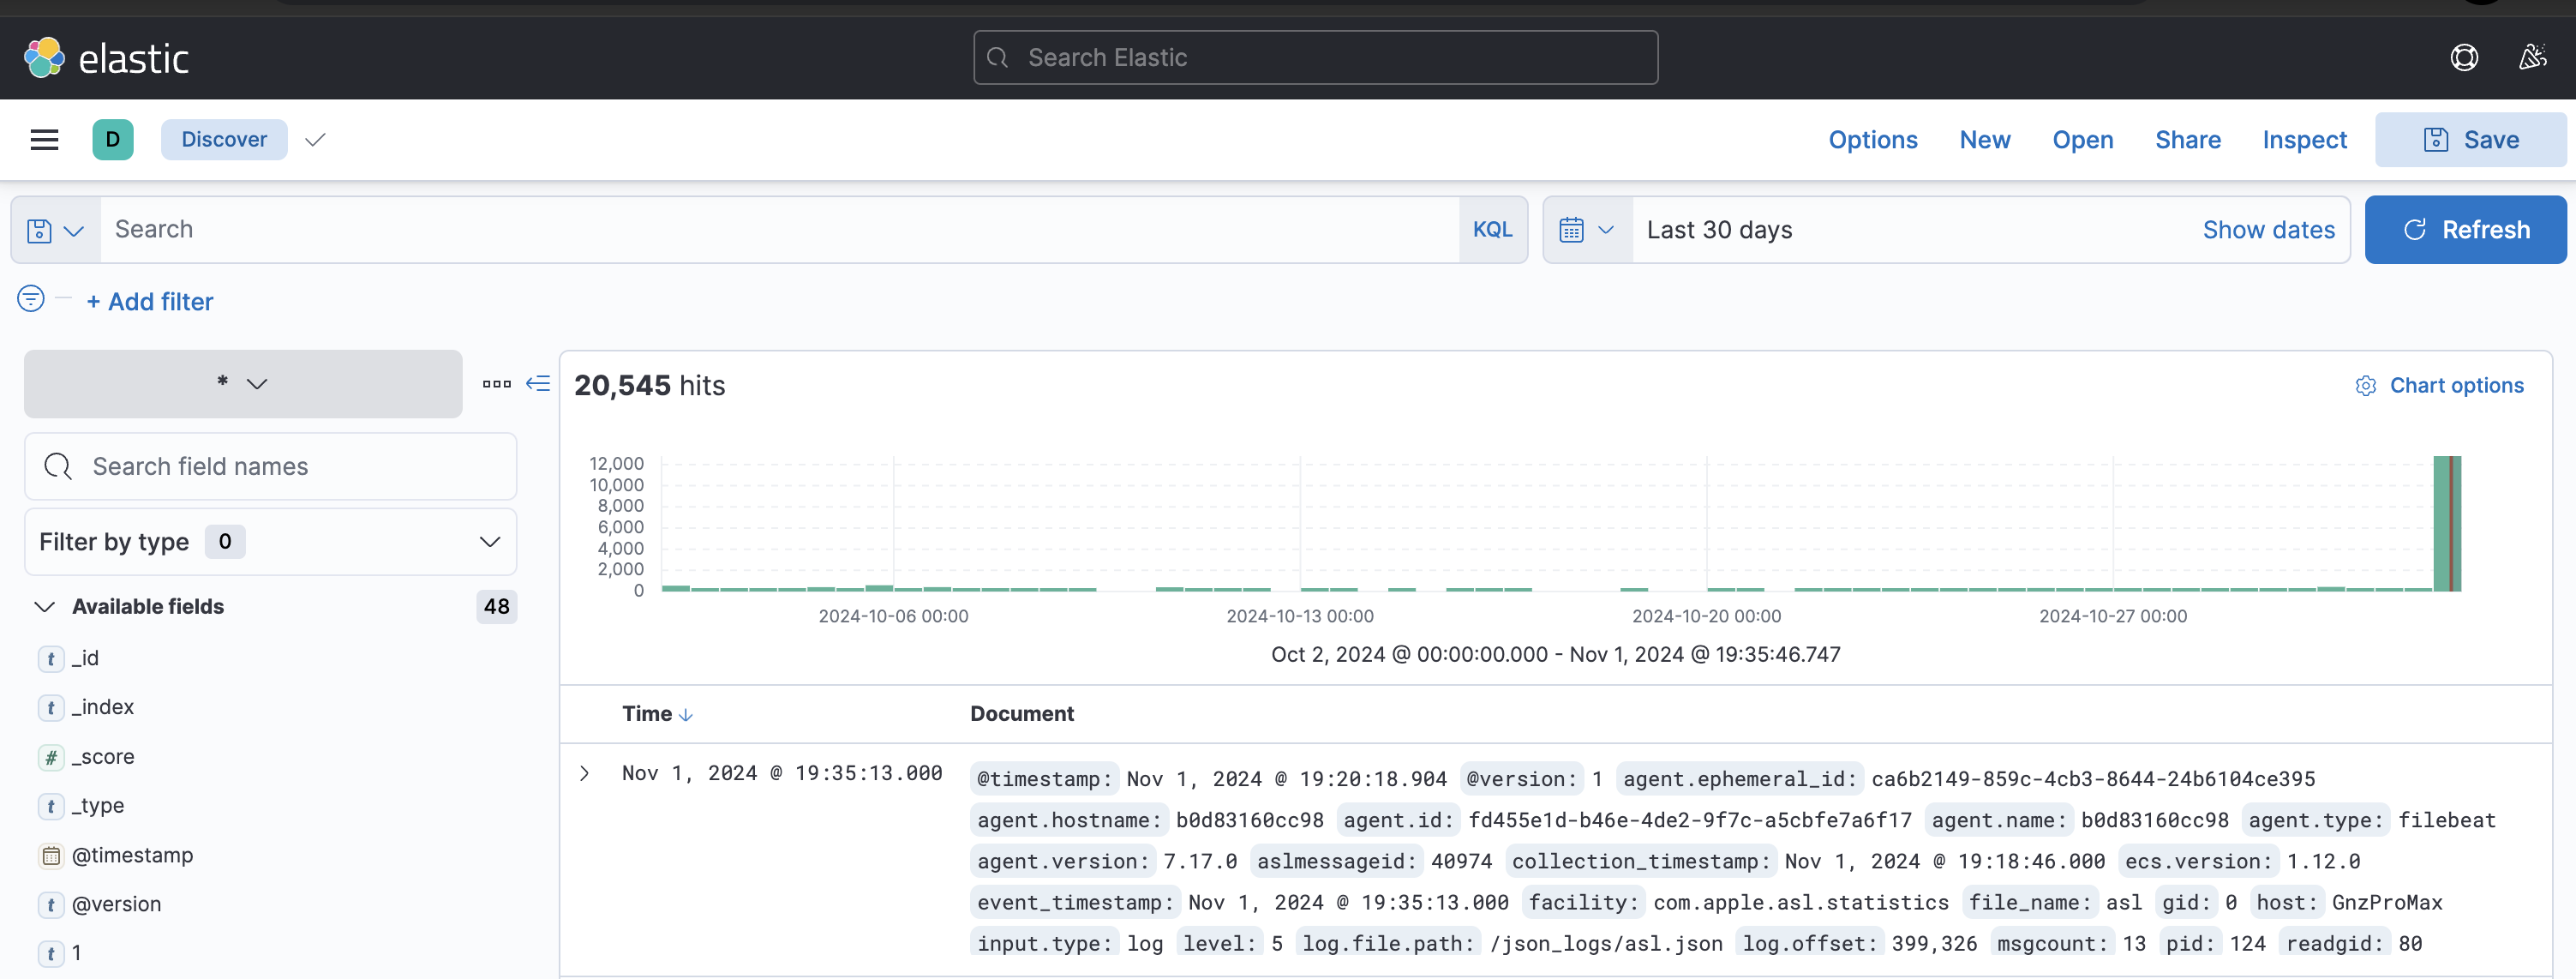 elastic
Search Elastic
D
Discover
Options
New
Open
Share
Inspect
Save
Search
KQL
Last 30 days
Show dates
Refresh
+ Add filter
*
Search field names
Filter by type 0
Available fields 48
t _id
t _index
# _score
t _type
@timestamp
t @version
t 1
20,545 hits
Chart options
12,000
10,000
8,000
6,000
4,000
2,000
0
2024-10-06 00:00
2024-10-13 00:00
2024-10-20 00:00
2024-10-27 00:00
Oct 2, 2024 @ 00:00:00.000 - Nov 1, 2024 @ 19:35:46.747
Time Document
Nov 1, 2024 @ 19:35:13.000
@timestamp: Nov 1, 2024 @ 19:20:18.904 @version: 1 agent.ephemeral_id: ca6b2149-859c-4cb3-8644-24b6104ce395
agent.hostname: b0d83160cc98 agent.id: fd455e1d-b46e-4de2-9f7c-a5cbfe7a6f17 agent.name: b0d83160cc98 agent.type: filebeat
agent.version: 7.17.0 aslmessageid: 40974 collection_timestamp: Nov 1, 2024 @ 19:18:46.000 ecs.version: 1.12.0
event_timestamp: Nov 1, 2024 @ 19:35:13.000 facility: com.apple.asl.statistics file_name: asl gid: 0 host: GnzProMax
input.type: log level: 5 log.file.path: /json_logs/asl.json log.offset: 399,326 msgcount: 13 pid: 124 readgid: 80